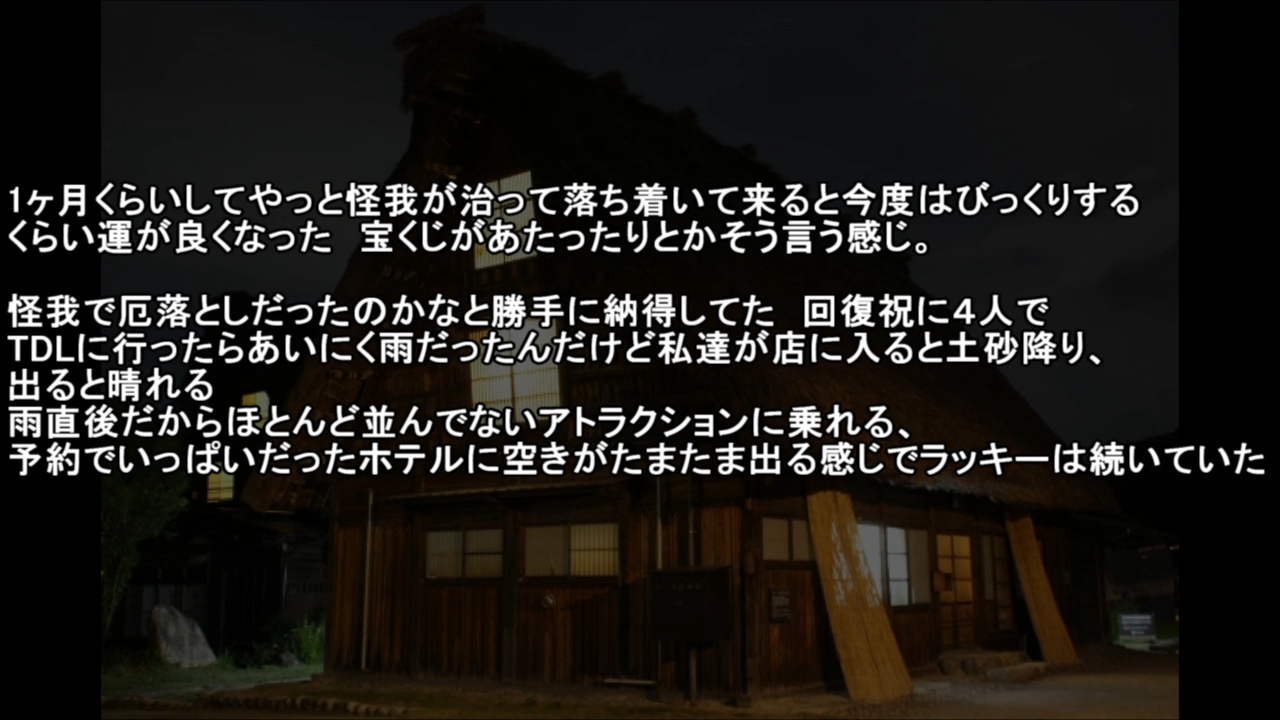 1ヶ月くらいしてやっと怪我が治って落ち着いて来ると今度はびっくりする
くらい運が良くなった　宝くじがあたったりとかそう言う感じ。
怪我で厄落としだったのかなと勝手に納得してた　回復祝に４人で
TDLに行ったらあいにく雨だったんだけど私達が店に入ると土砂降り、
出ると晴れる
雨直後だからほとんど並んでないアトラクションに乗れる、
予約でいっぱいだったホテルに空きがたまたま出る感じでラッキーは続いていた